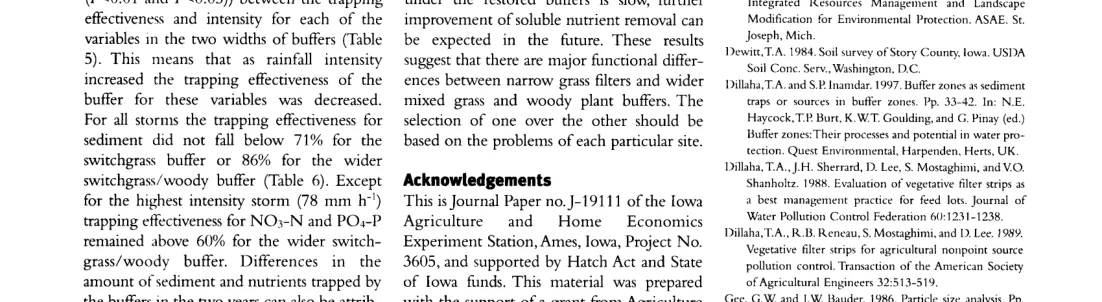 effectiveness and intensity for each of the
variables in the two widths of buffers (Table
5). This means that as rainfall intensity
increased the trapping effectiveness of the
buffer for these variables was decreased.
For all storms the trapping effectiveness for
sediment did not fall below 71% for the
switchgrass buffer or 86% for the wider
switchgrass/woody buffer (Table 6). Except
for the highest intensity storm (78 mm h⁻¹)
trapping effectiveness for NO₃-N and PO₄-P
remained above 60% for the wider switch-
grass/woody buffer. Differences in the
amount of sediment and nutrients trapped by
the buffers in the two years can also be attrib-
under the restored buffers is slow, further
improvement of soluble nutrient removal can
be expected in the future. These results
suggest that there are major functional differ-
ences between narrow grass filters and wider
mixed grass and woody plant buffers. The
selection of one over the other should be
based on the problems of each particular site.
Acknowledgements
This is Journal Paper no. J-19111 of the Iowa
Agriculture and Home Economics
Experiment Station, Ames, Iowa, Project No.
3605, and supported by Hatch Act and State
of Iowa funds. This material was prepared
with the support of a grant from Agriculture
Integrated Resources Management and Landscape
Modification for Environmental Protection. ASAE. St.
Joseph, Mich.
Dewitt, T.A. 1984. Soil survey of Story County, Iowa. USDA
Soil Conc. Serv., Washington, D.C.
Dillaha, T.A. and S.P. Inamdar. 1997. Buffer zones as sediment
traps or sources in buffer zones. Pp. 33-42. In: N.E.
Haycock, T.P. Burt, K.W.T. Goulding, and G. Pinay (ed.)
Buffer zones: Their processes and potential in water pro-
tection. Quest Environmental, Harpenden, Herts, UK.
Dillaha, T.A., J.H. Sherrard, D. Lee, S. Mostaghimi, and V.O.
Shanholtz. 1988. Evaluation of vegetative filter strips as
a best management practice for feed lots. Journal of
Water Pollution Control Federation 60:1231-1238.
Dillaha, T.A., R.B. Reneau, S. Mostaghimi, and D. Lee. 1989.
Vegetative filter strips for agricultural nonpoint source
pollution control. Transaction of the American Society
of Agricultural Engineers 32:513-519.
Gee, G.W. and J.W. Bauder. 1986. Particle size analysis. Pp.